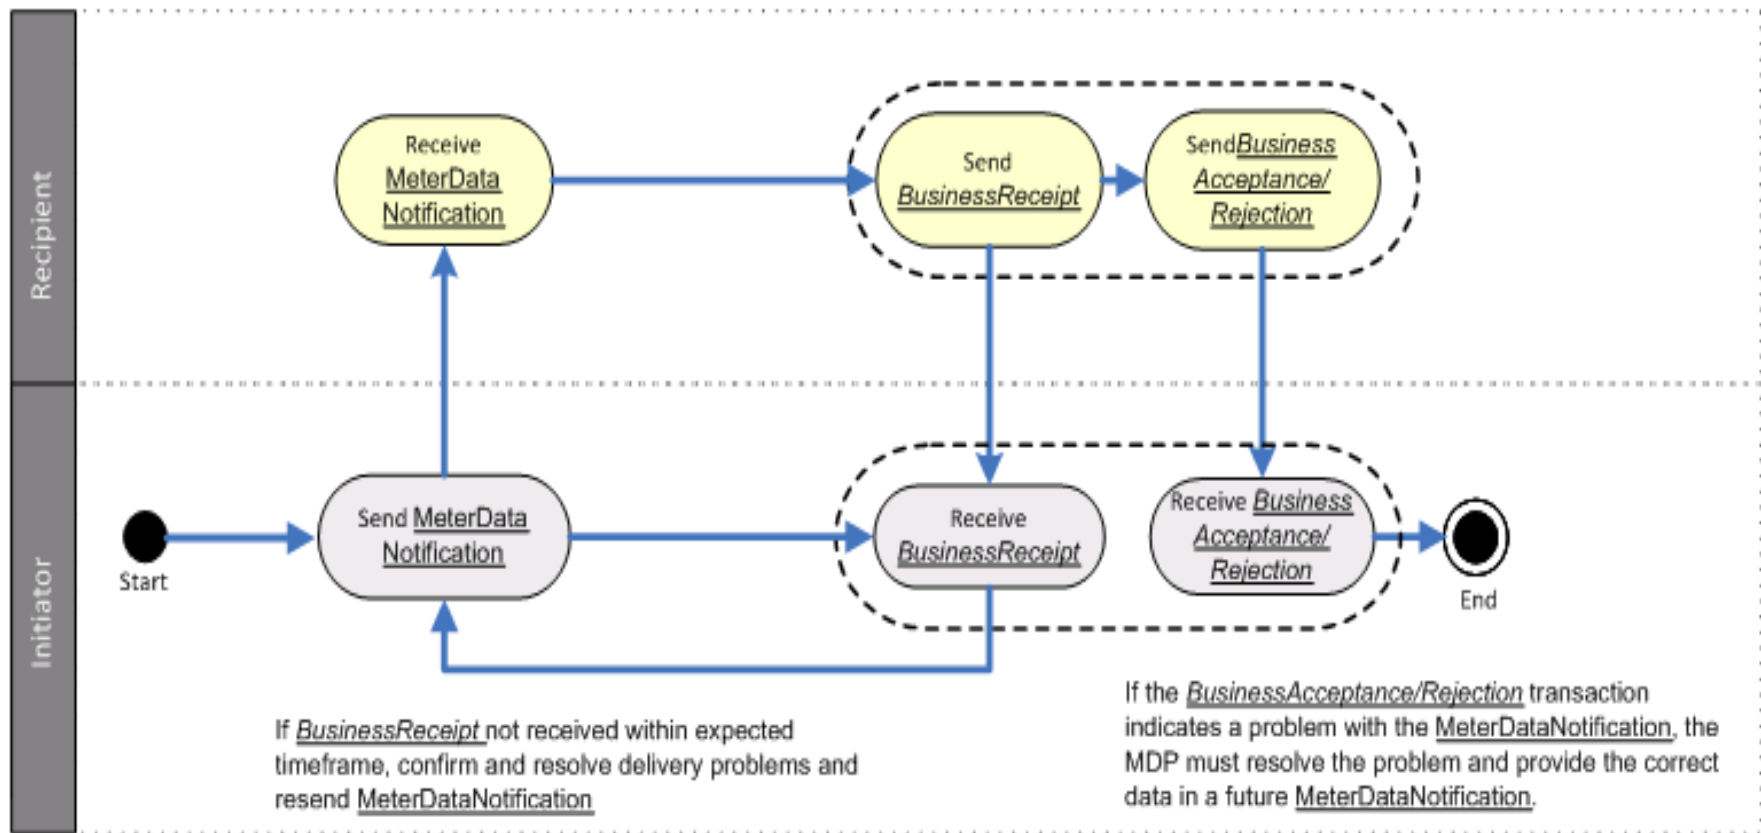 Recipient
Receive
MeterData
Notification
Send
BusinessReceipt
SendBusiness
Acceptance/
Rejection
Initiator
Start
Send MeterData
Notification
Receive
BusinessReceipt
Receive Business
Acceptance/
Rejection
End
If BusinessReceipt not received within expected
timeframe, confirm and resolve delivery problems and
resend MeterDataNotification
If the BusinessAcceptance/Rejection transaction
indicates a problem with the MeterDataNotification, the
MDP must resolve the problem and provide the correct
data in a future MeterDataNotification.